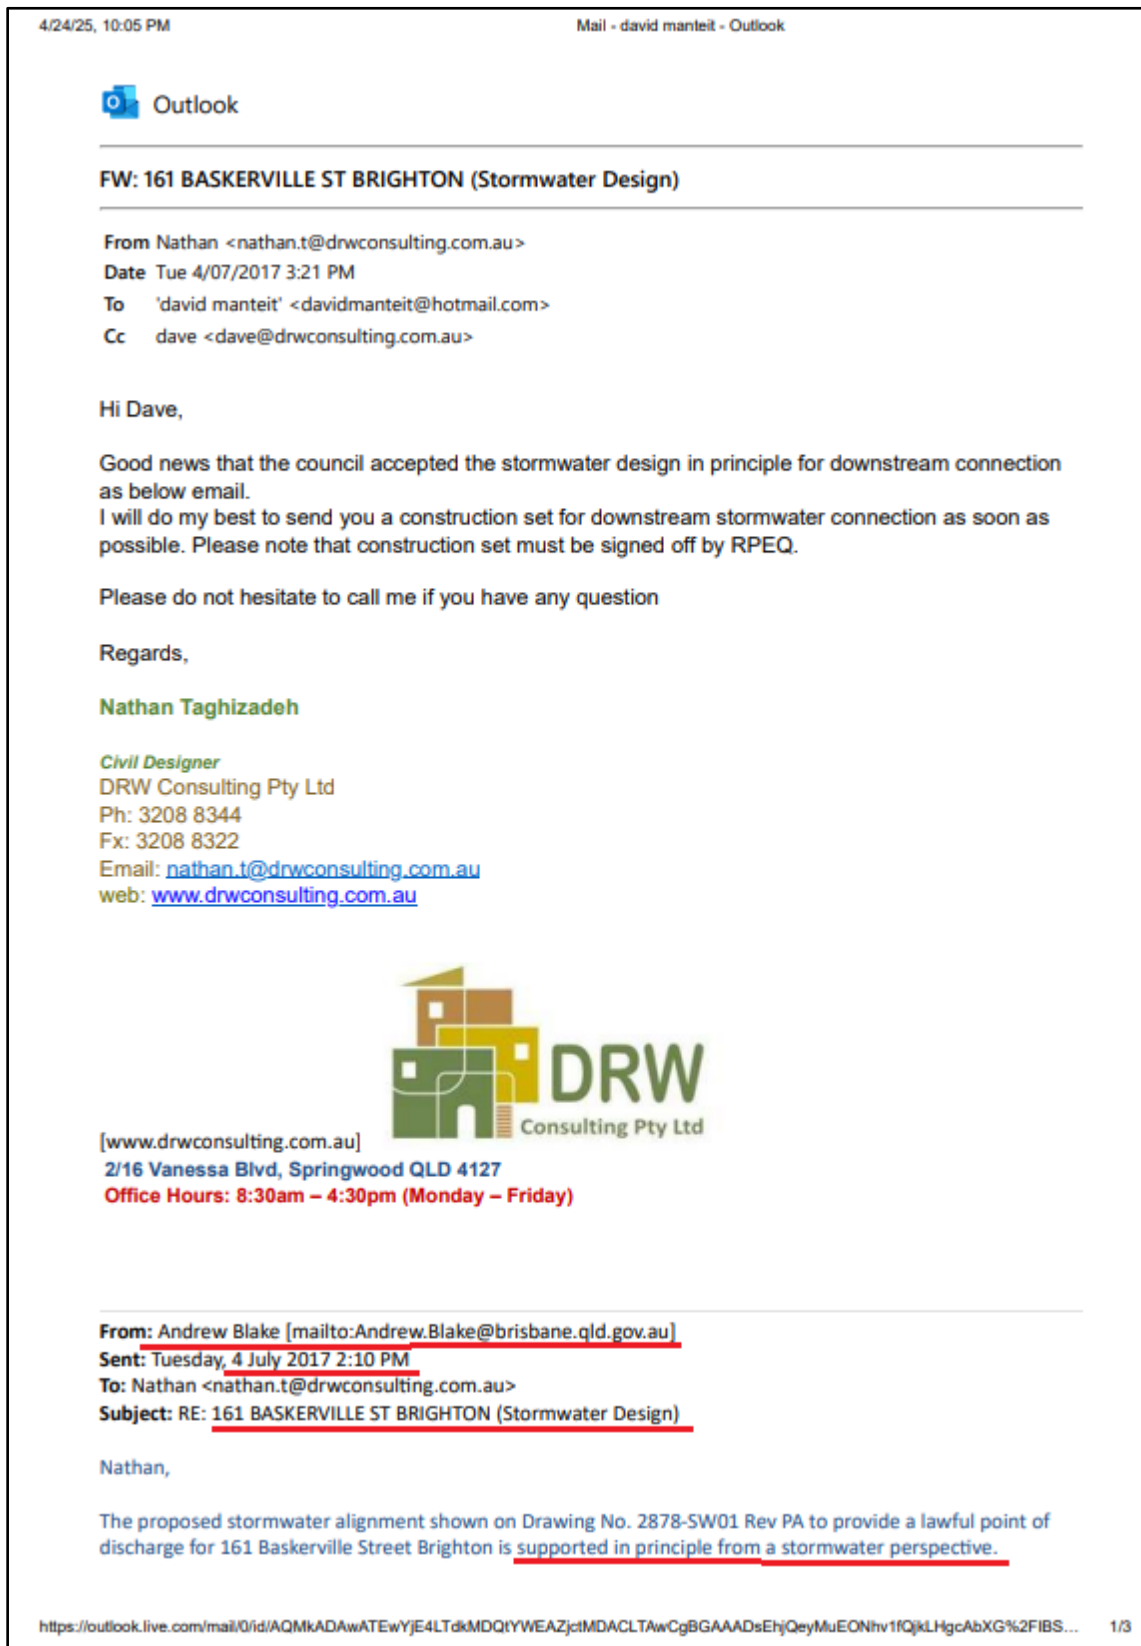 4/24/25, 10:05 PM
Mail - david manteit - Outlook
Outlook
FW: 161 BASKERVILLE ST BRIGHTON (Stormwater Design)
From Nathan <nathan.t@drwconsulting.com.au>
Date Tue 4/07/2017 3:21 PM
To 'david manteit' <davidmanteit@hotmail.com>
Cc dave <dave@drwconsulting.com.au>
Hi Dave,
Good news that the council accepted the stormwater design in principle for downstream connection
as below email.
I will do my best to send you a construction set for downstream stormwater connection as soon as
possible. Please note that construction set must be signed off by RPEQ.
Please do not hesitate to call me if you have any question
Regards,
Nathan Taghizadeh
Civil Designer
DRW Consulting Pty Ltd
Ph: 3208 8344
Fx: 3208 8322
Email: nathan.t@drwconsulting.com.au
web: www.drwconsulting.com.au
DRW
Consulting Pty Ltd
[www.drwconsulting.com.au]
2/16 Vanessa Blvd, Springwood QLD 4127
Office Hours: 8:30am – 4:30pm (Monday – Friday)
From: Andrew Blake [mailto:Andrew.Blake@brisbane.qld.gov.au]
Sent: Tuesday, 4 July 2017 2:10 PM
To: Nathan <nathan.t@drwconsulting.com.au>
Subject: RE: 161 BASKERVILLE ST BRIGHTON (Stormwater Design)
Nathan,
The proposed stormwater alignment shown on Drawing No. 2878-SW01 Rev PA to provide a lawful point of
discharge for 161 Baskerville Street Brighton is supported in principle from a stormwater perspective.
1/3